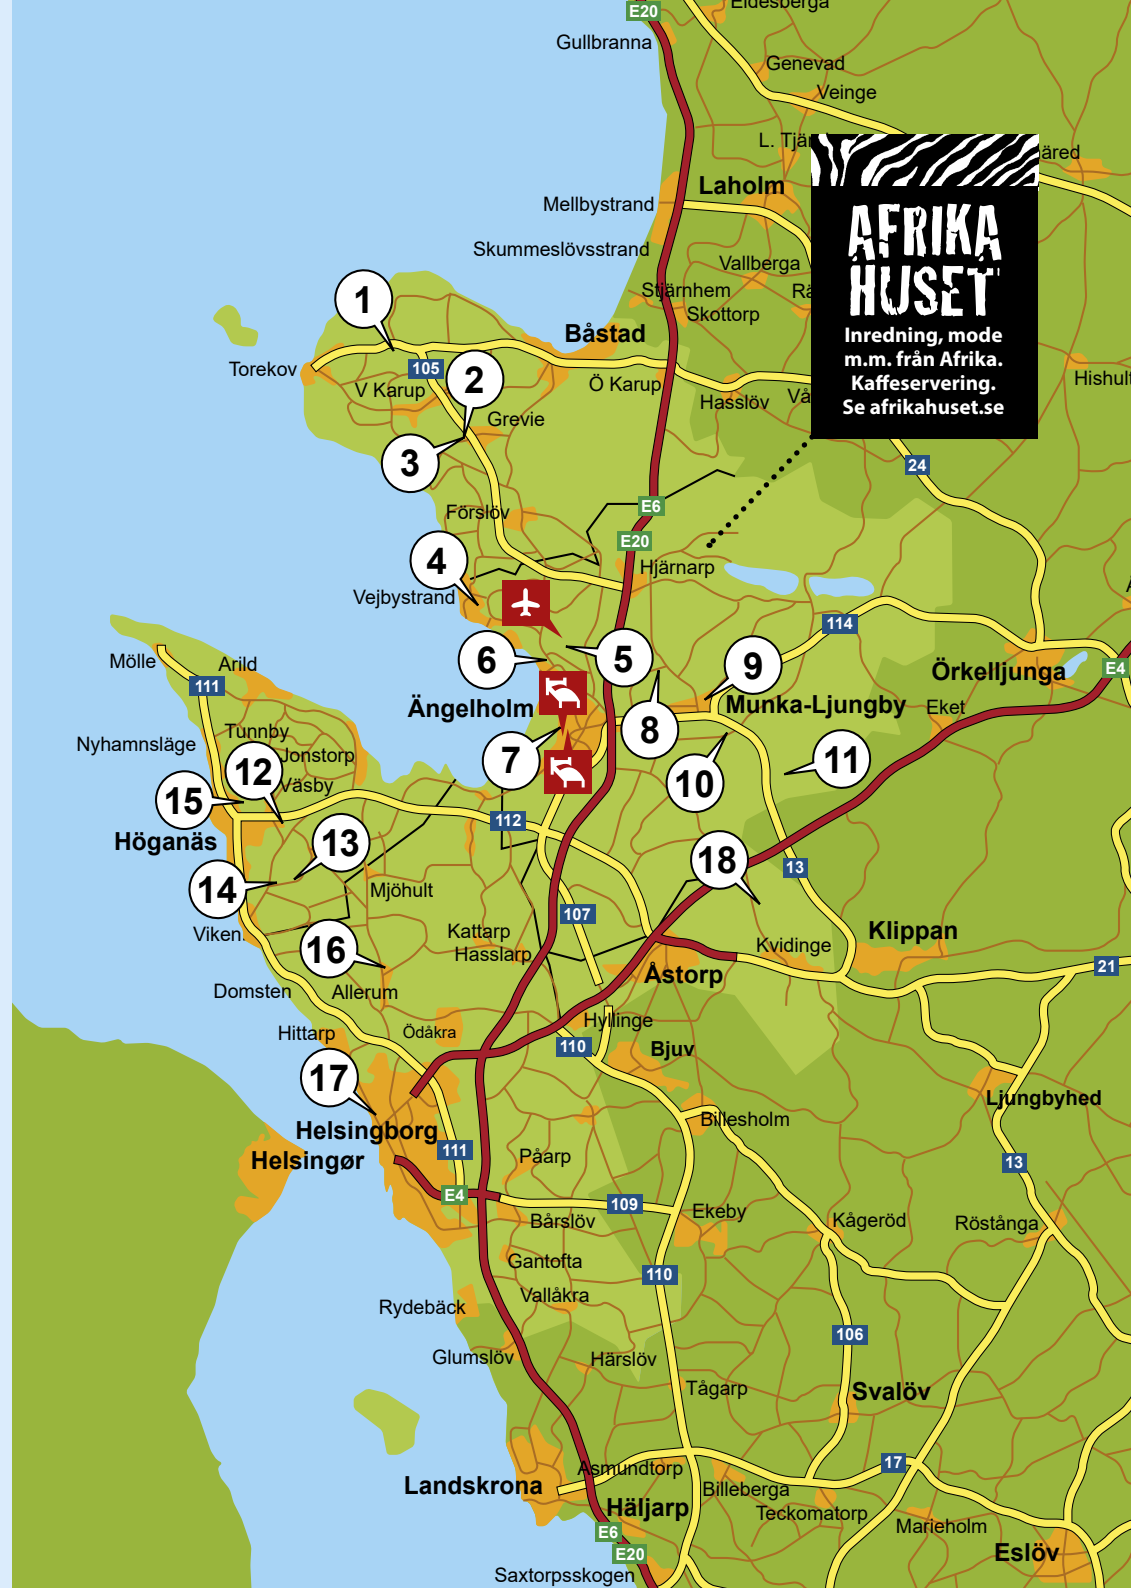 E20
Eldesberga
Gullbranna
Genevad
Veinge
L. Tjär
äred
Laholm
Mellbystrand
AFRIKA
HUSET
Inredning, mode
m.m. från Afrika.
Kaffeservering.
Se afrikahuset.se
Skummeslövsstrand
Vallberga
Stjärnhem
Rä
Skottorp
1
Båstad
Torekov
105
2
V Karup
Ö Karup
Hasslöv
Vå
Hishult
Grevie
3
24
E6
Förslöv
E20
4
Hjärnarp
Vejbystrand
114
Mölle
Arild
6
5
9
Örkelljunga
E4
111
Ängelholm
Munka-Ljungby
Eket
Tunnby
8
Nyhamnsläge
Jonstorp
7
12
Väsby
10
11
15
112
Höganäs
13
18
13
14
Mjöhult
107
Viken
Kattarp
Hasslarp
Kvidinge
Klippan
16
21
Åstorp
Domsten
Allerum
Hittarp
Ödåkra
Hyllinge
110
Bjuv
17
Ljungbyhed
Billesholm
Helsingborg
Helsingør
111
Påarp
13
E4
109
Ekeby
Bårslöv
Kågeröd
Röstånga
Gantofta
110
Vallåkra
Rydebäck
106
Glumslöv
Härslöv
Tågarp
Svalöv
17
Asmundtorp
Landskrona
Billeberga
Häljarp
Teckomatorp
Marieholm
E6
E20
Eslöv
Saxtorpsskogen